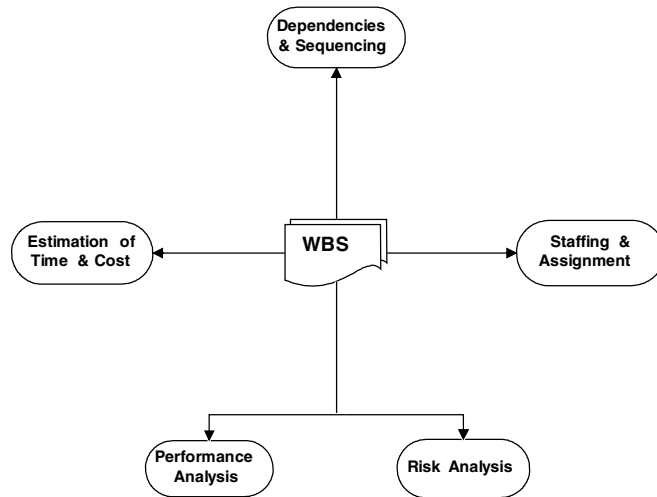 Dependencies
& Sequencing
Estimation of
Time & Cost
WBS
Staffing &
Assignment
Performance
Analysis
Risk Analysis